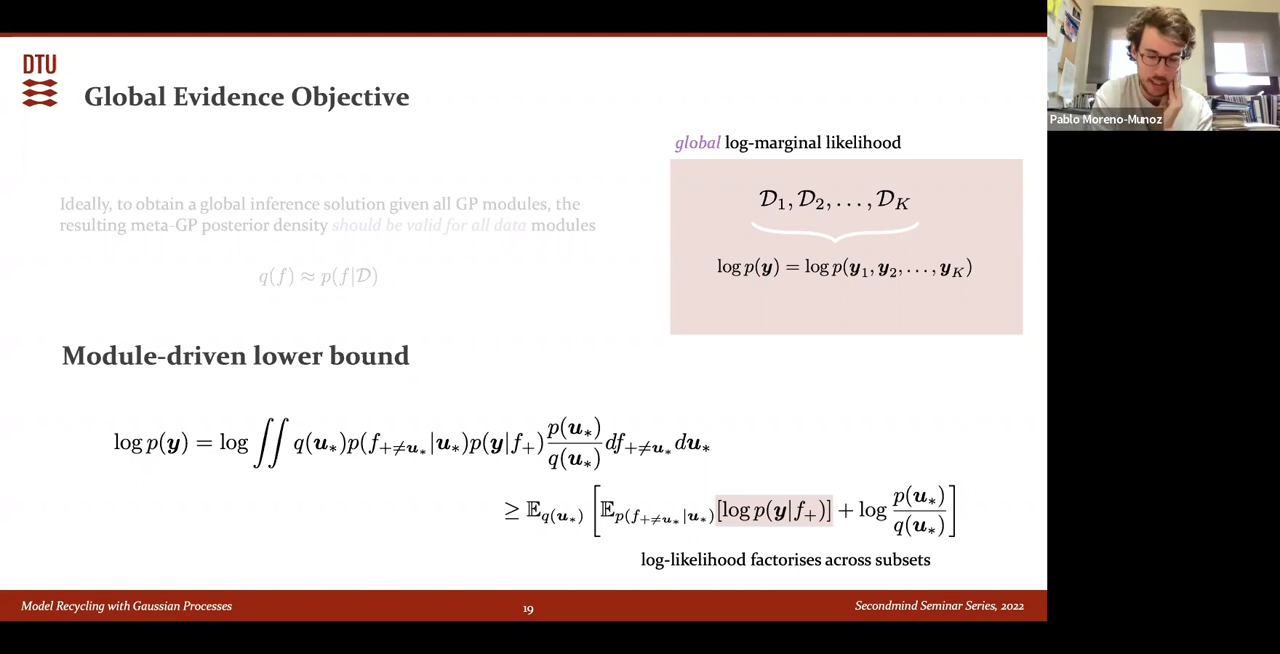 DTU
Global Evidence Objective
Pablo Moreno-Munoz
global log-marginal likelihood
Ideally, to obtain a global inference solution given all GP modules, the
resulting meta-GP posterior density should be valid for all data modules
q(f) ≈ p(f|𝒟)
𝒟₁, 𝒟₂, . . . , 𝒟_K
log p(𝒚) = log p(𝒚₁, 𝒚₂, . . . , 𝒚_K)
Module-driven lower bound
log p(𝒚) = log ∬ q(𝒖_*)p(f_{+≠𝒖_*}|𝒖_*)p(𝒚|f_+) p(𝒖_*)/q(𝒖_*) df_{+≠𝒖_*} d𝒖_*
≥ 𝔼_{q(𝒖_*)} [𝔼_{p(f_{+≠𝒖_*}|𝒖_*)}[log p(𝒚|f_+)] + log p(𝒖_*)/q(𝒖_*)]
log-likelihood factorises across subsets
Model Recycling with Gaussian Processes
19
Secondmind Seminar Series, 2022